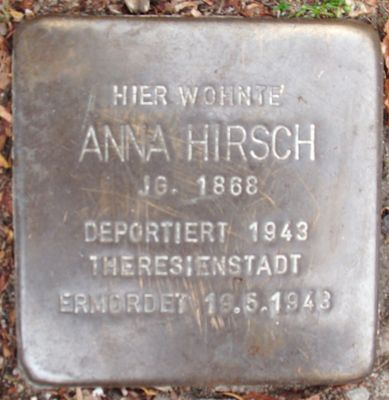 HIER WOHNTE
ANNA HIRSCH
JG. 1868
DEPORTIERT 1943
THERESIENSTADT
ERMORDET 19.5.1943